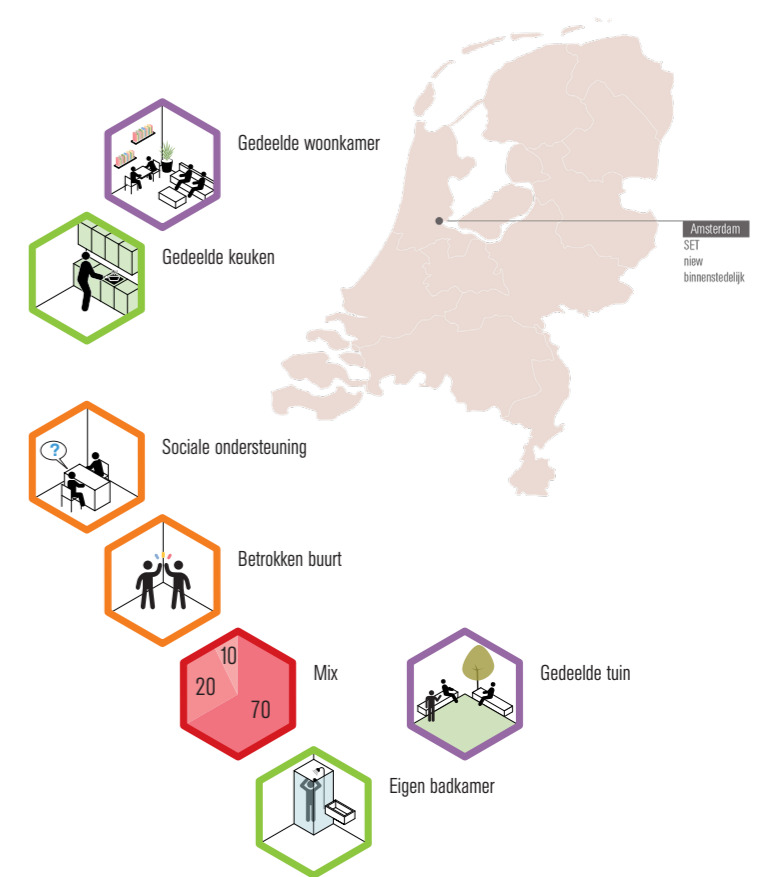 Gedeelde woonkamer
Amsterdam
SET
niew
binnenstedelijk
Gedeelde keuken
?
Sociale ondersteuning
Betrokken buurt
10
20
70
Mix
Gedeelde tuin
Eigen badkamer